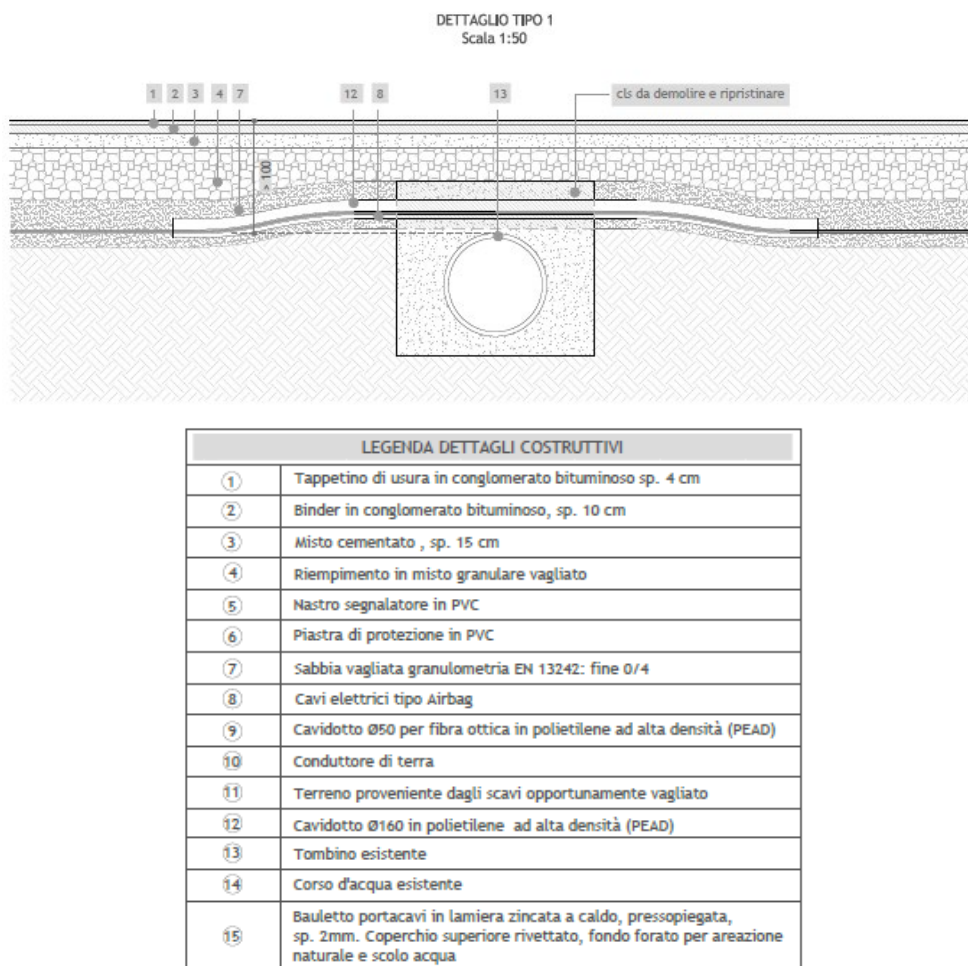 DETTAGLIO TIPO 1
Scala 1:50
1 2 3 4 7 12 8 13 cls da demolire e ripristinare
> 100
LEGENDA DETTAGLI COSTRUTTIVI
1 Tappetino di usura in conglomerato bituminoso sp. 4 cm
2 Binder in conglomerato bituminoso, sp. 10 cm
3 Misto cementato , sp. 15 cm
4 Riempimento in misto granulare vagliato
5 Nastro segnalatore in PVC
6 Piastra di protezione in PVC
7 Sabbia vagliata granulometria EN 13242: fine 0/4
8 Cavi elettrici tipo Airbag
9 Cavidotto Ø50 per fibra ottica in polietilene ad alta densità (PEAD)
10 Conduttore di terra
11 Terreno proveniente dagli scavi opportunamente vagliato
12 Cavidotto Ø160 in polietilene ad alta densità (PEAD)
13 Tombino esistente
14 Corso d'acqua esistente
15 Bauletto portacavi in lamiera zincata a caldo, pressopiegata,
sp. 2mm. Coperchio superiore rivettato, fondo forato per areazione
naturale e scolo acqua